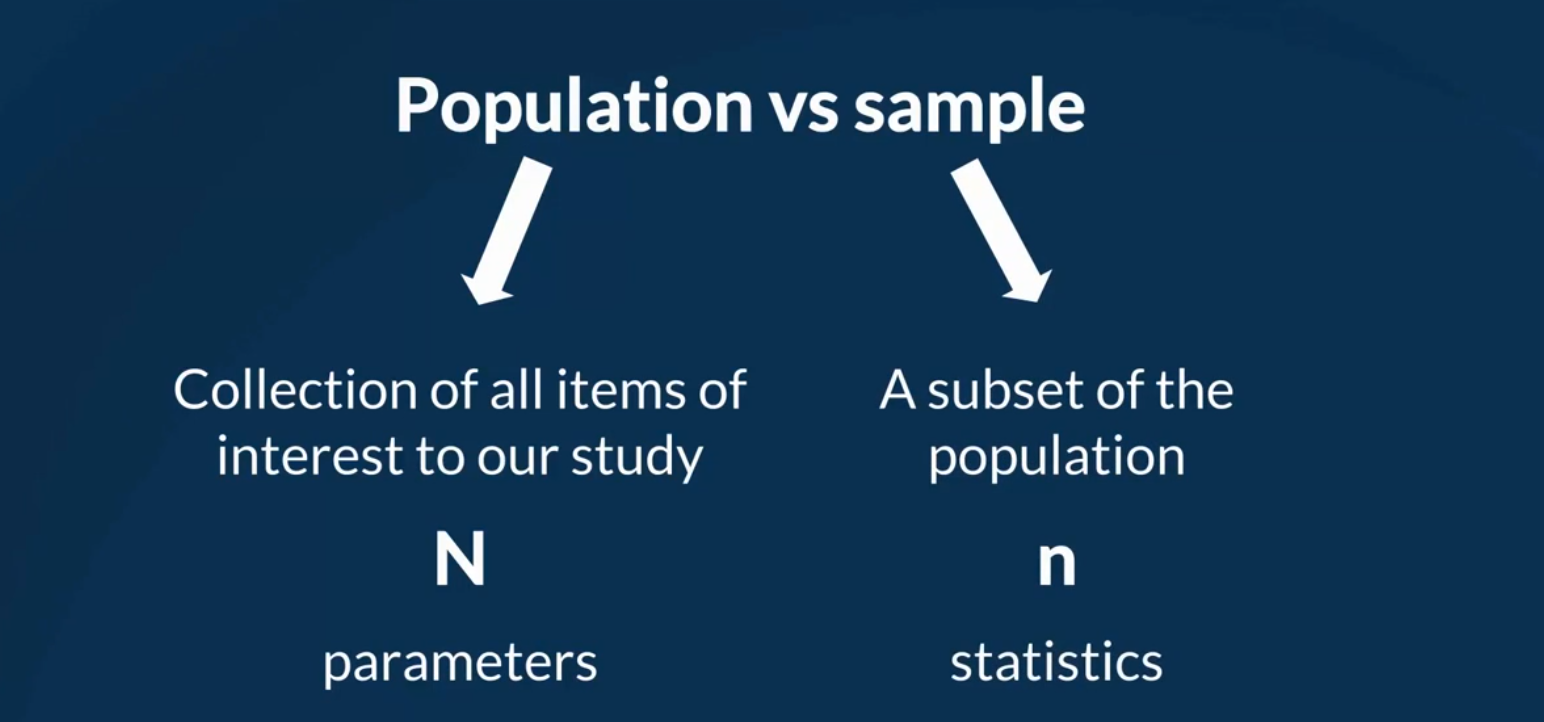 Population vs sample
Collection of all items of
interest to our study
N
parameters
A subset of the
population
n
statistics